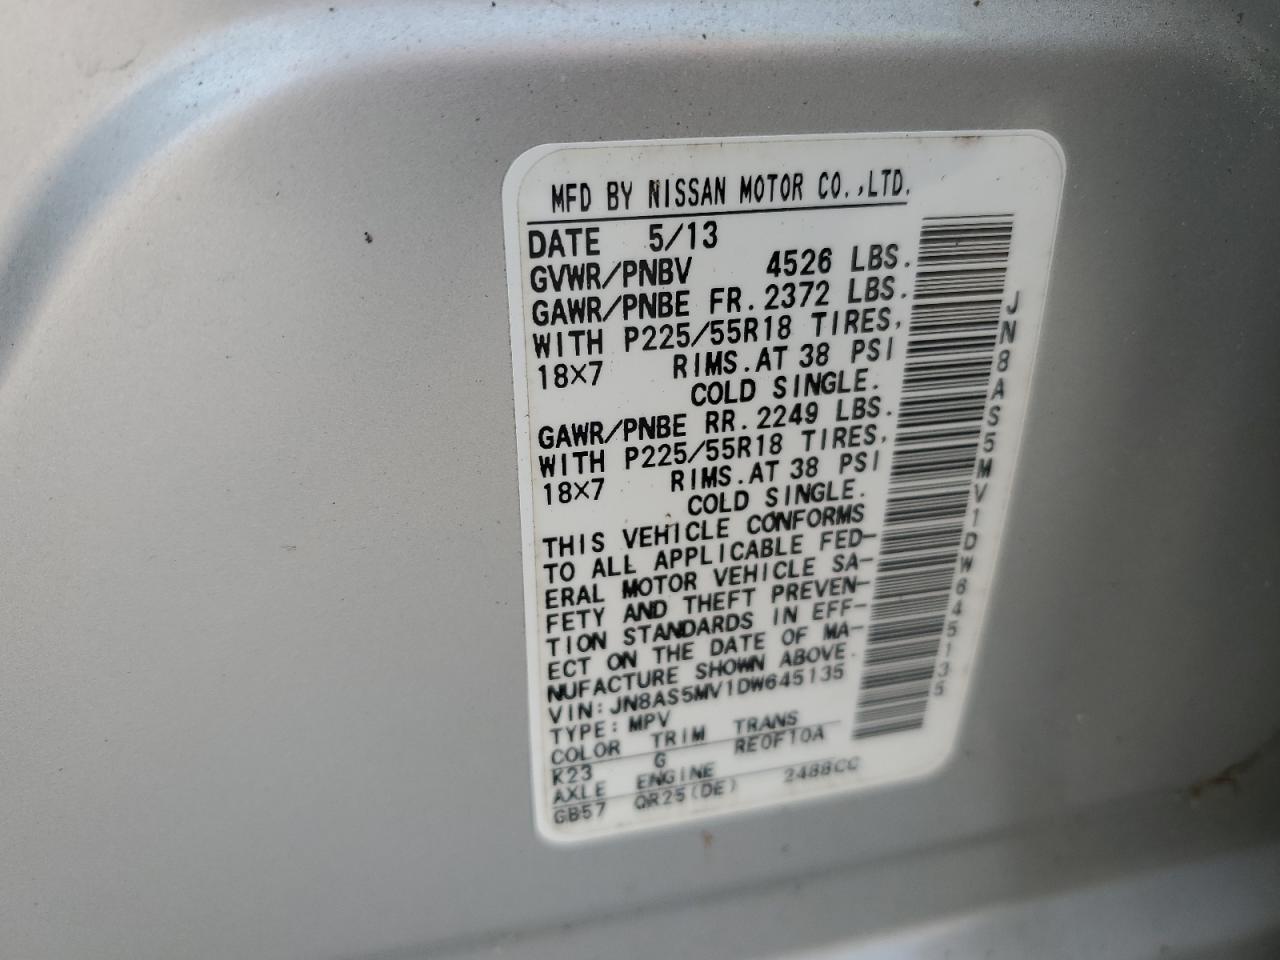 MFD BY NISSAN MOTOR CO.,LTD.
DATE 5/13
GVWR/PNBV 4526 LBS.
GAWR/PNBE FR. 2372 LBS.
WITH P225/55R18 TIRES,
18×7 RIMS. AT 38 PSI
COLD SINGLE.
GAWR/PNBE RR. 2249 LBS.
WITH P225/55R18 TIRES,
18×7 RIMS. AT 38 PSI
COLD SINGLE.
THIS VEHICLE CONFORMS
TO ALL APPLICABLE FED-
ERAL MOTOR VEHICLE SA-
FETY AND THEFT PREVEN-
TION STANDARDS IN EFF-
ECT ON THE DATE OF MA-
NUFACTURE SHOWN ABOVE.
VIN: JN8AS5MV1DW645135
TYPE: MPV
COLOR TRIM TRANS
K23 G RE0F10A
AXLE ENGINE
GB57 QR25(DE) 2488CC
JN8AS5MV1DW645135